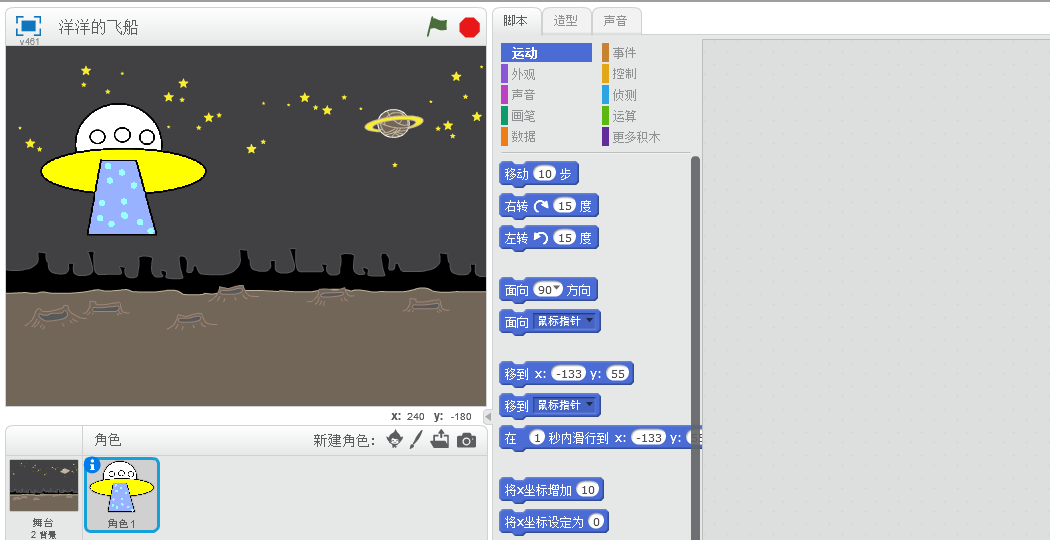 洋洋的飞船
v461
脚本 造型 声音
运动 事件
外观 控制
声音 侦测
画笔 运算
数据 更多积木
移动 10 步
右转 15 度
左转 15 度
面向 90 方向
面向 鼠标指针
移到 x: -133 y: 55
移到 鼠标指针
在 1 秒内滑行到 x: -133 y:
将x坐标增加 10
将x坐标设定为 0
x: 240 y: -180
角色 新建角色:
舞台
2 背景
角色1